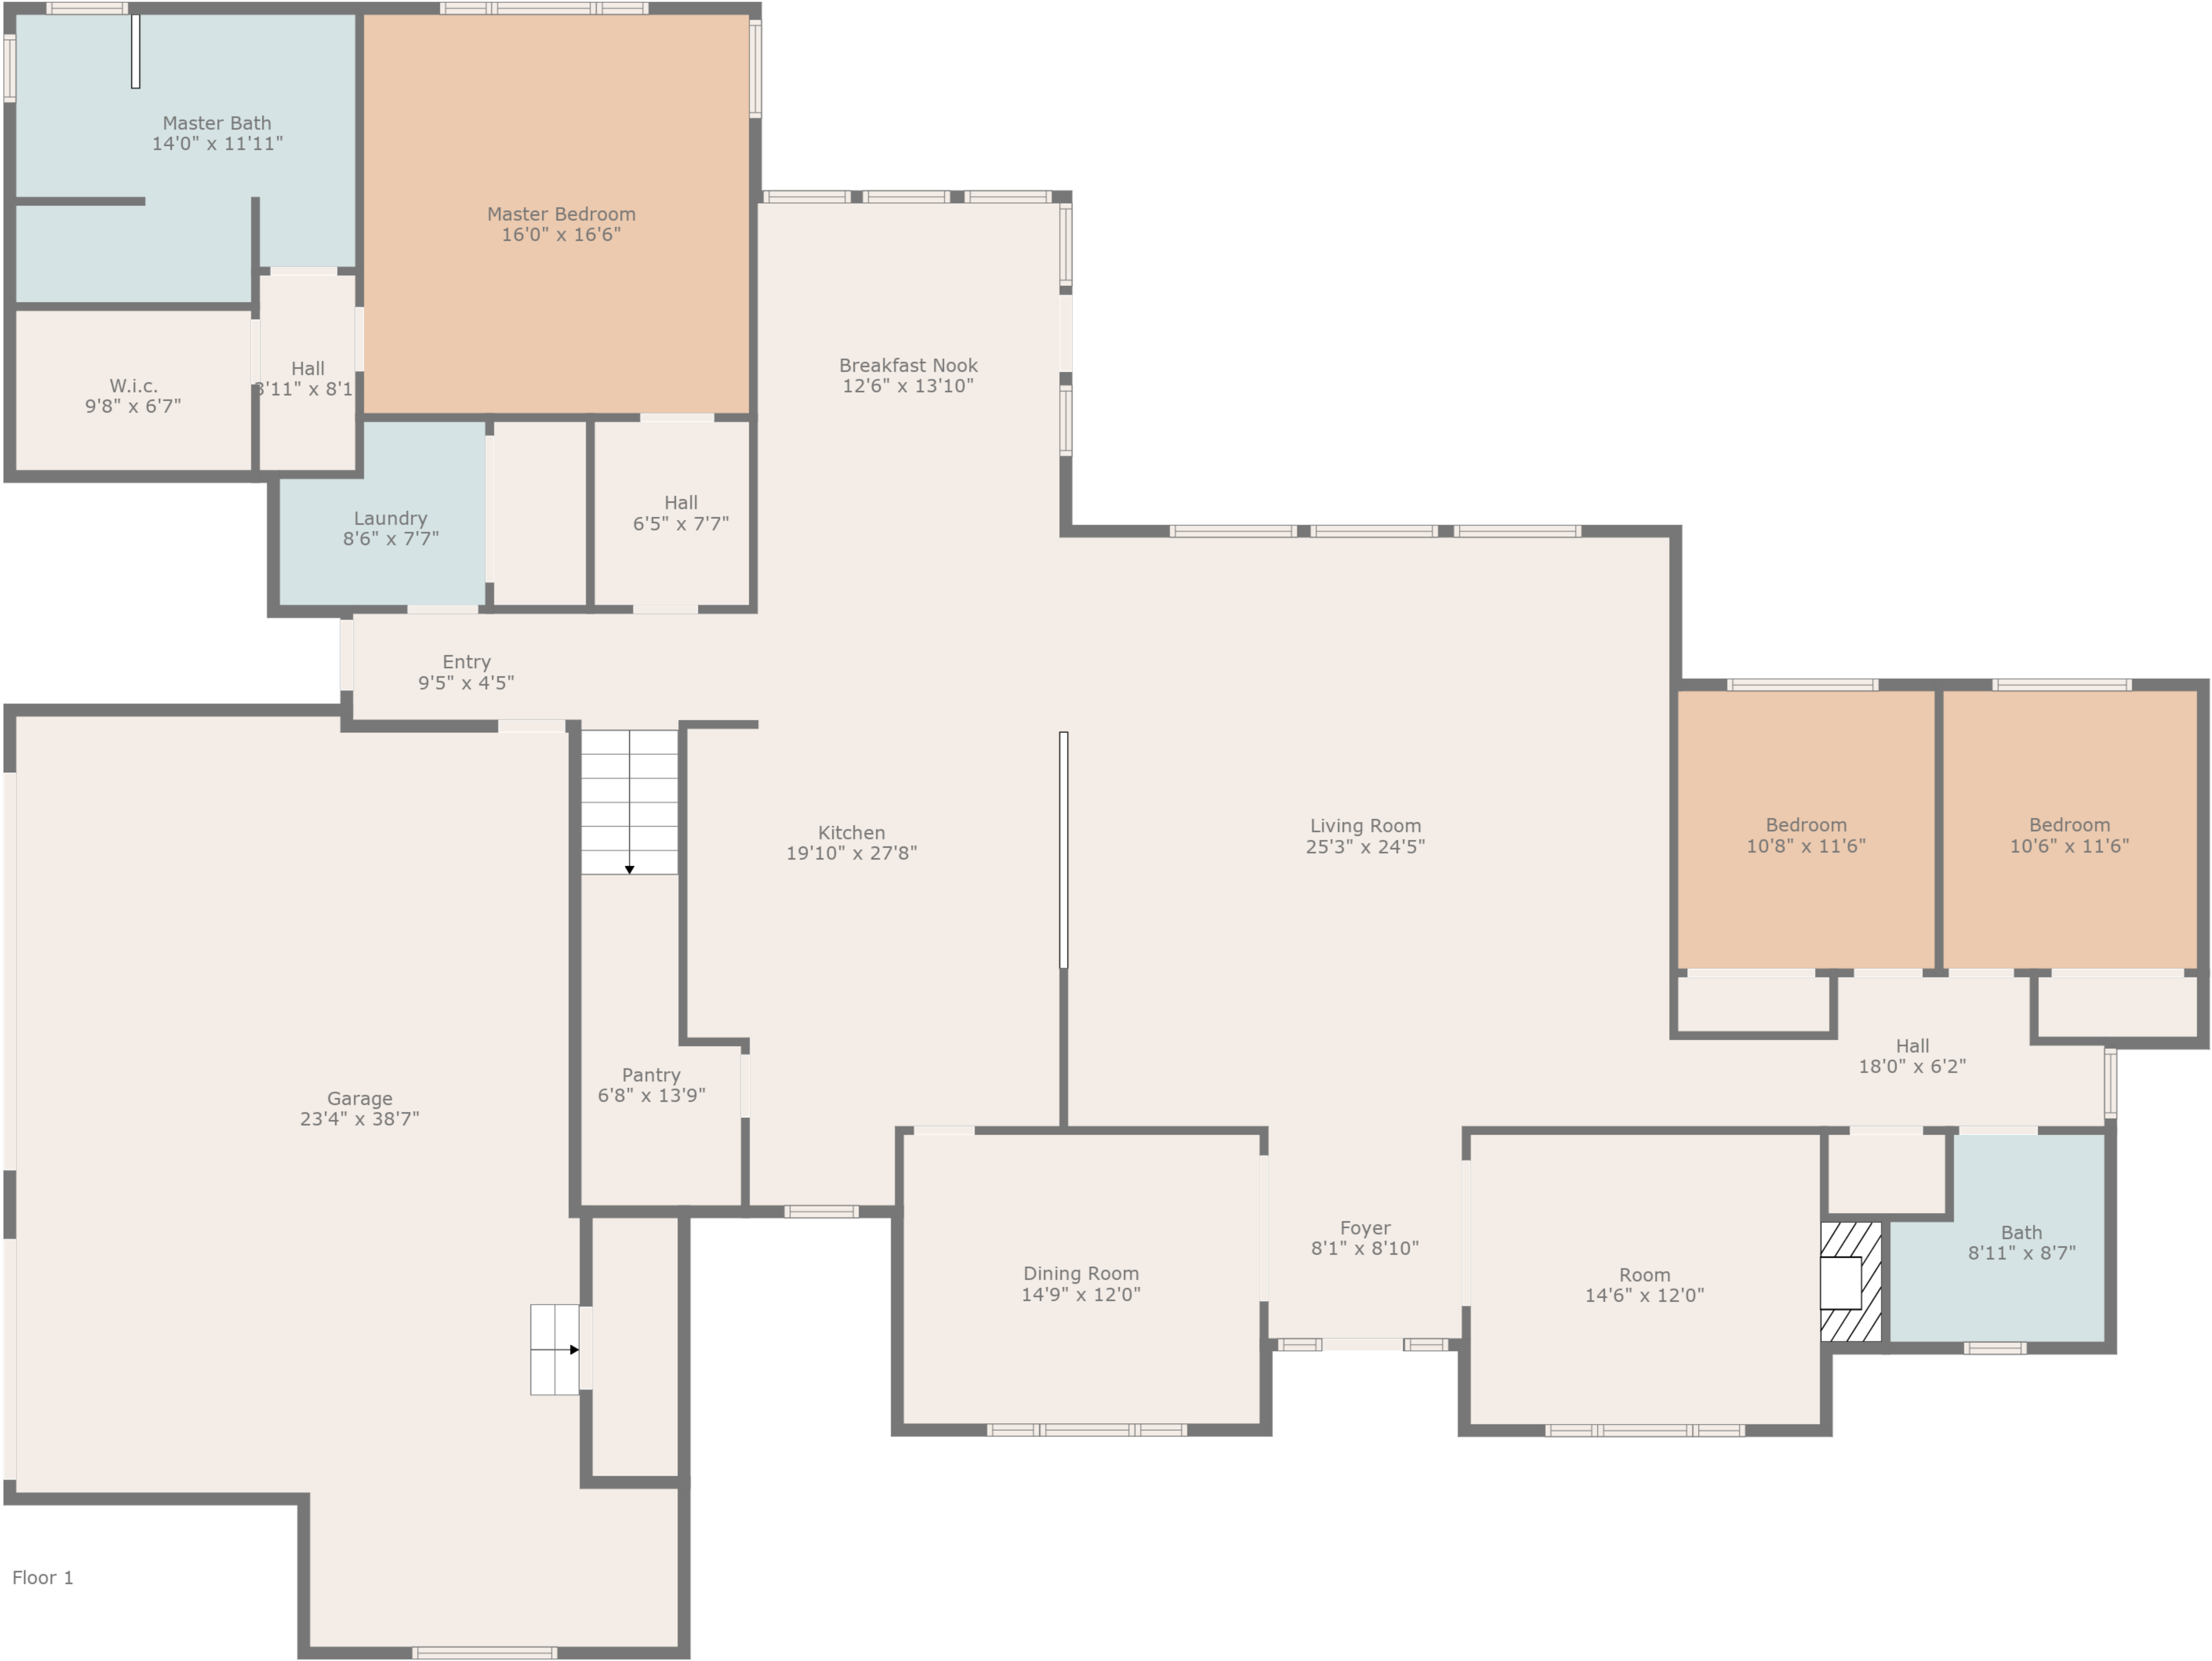 Master Bath
14'0" x 11'11"
Master Bedroom
16'0" x 16'6"
Breakfast Nook
12'6" x 13'10"
W.i.c.
9'8" x 6'7"
Hall
3'11" x 8'1
Hall
6'5" x 7'7"
Laundry
8'6" x 7'7"
Entry
9'5" x 4'5"
Kitchen
19'10" x 27'8"
Living Room
25'3" x 24'5"
Bedroom
10'8" x 11'6"
Bedroom
10'6" x 11'6"
Hall
18'0" x 6'2"
Pantry
6'8" x 13'9"
Garage
23'4" x 38'7"
Foyer
8'1" x 8'10"
Bath
8'11" x 8'7"
Dining Room
14'9" x 12'0"
Room
14'6" x 12'0"
Floor 1